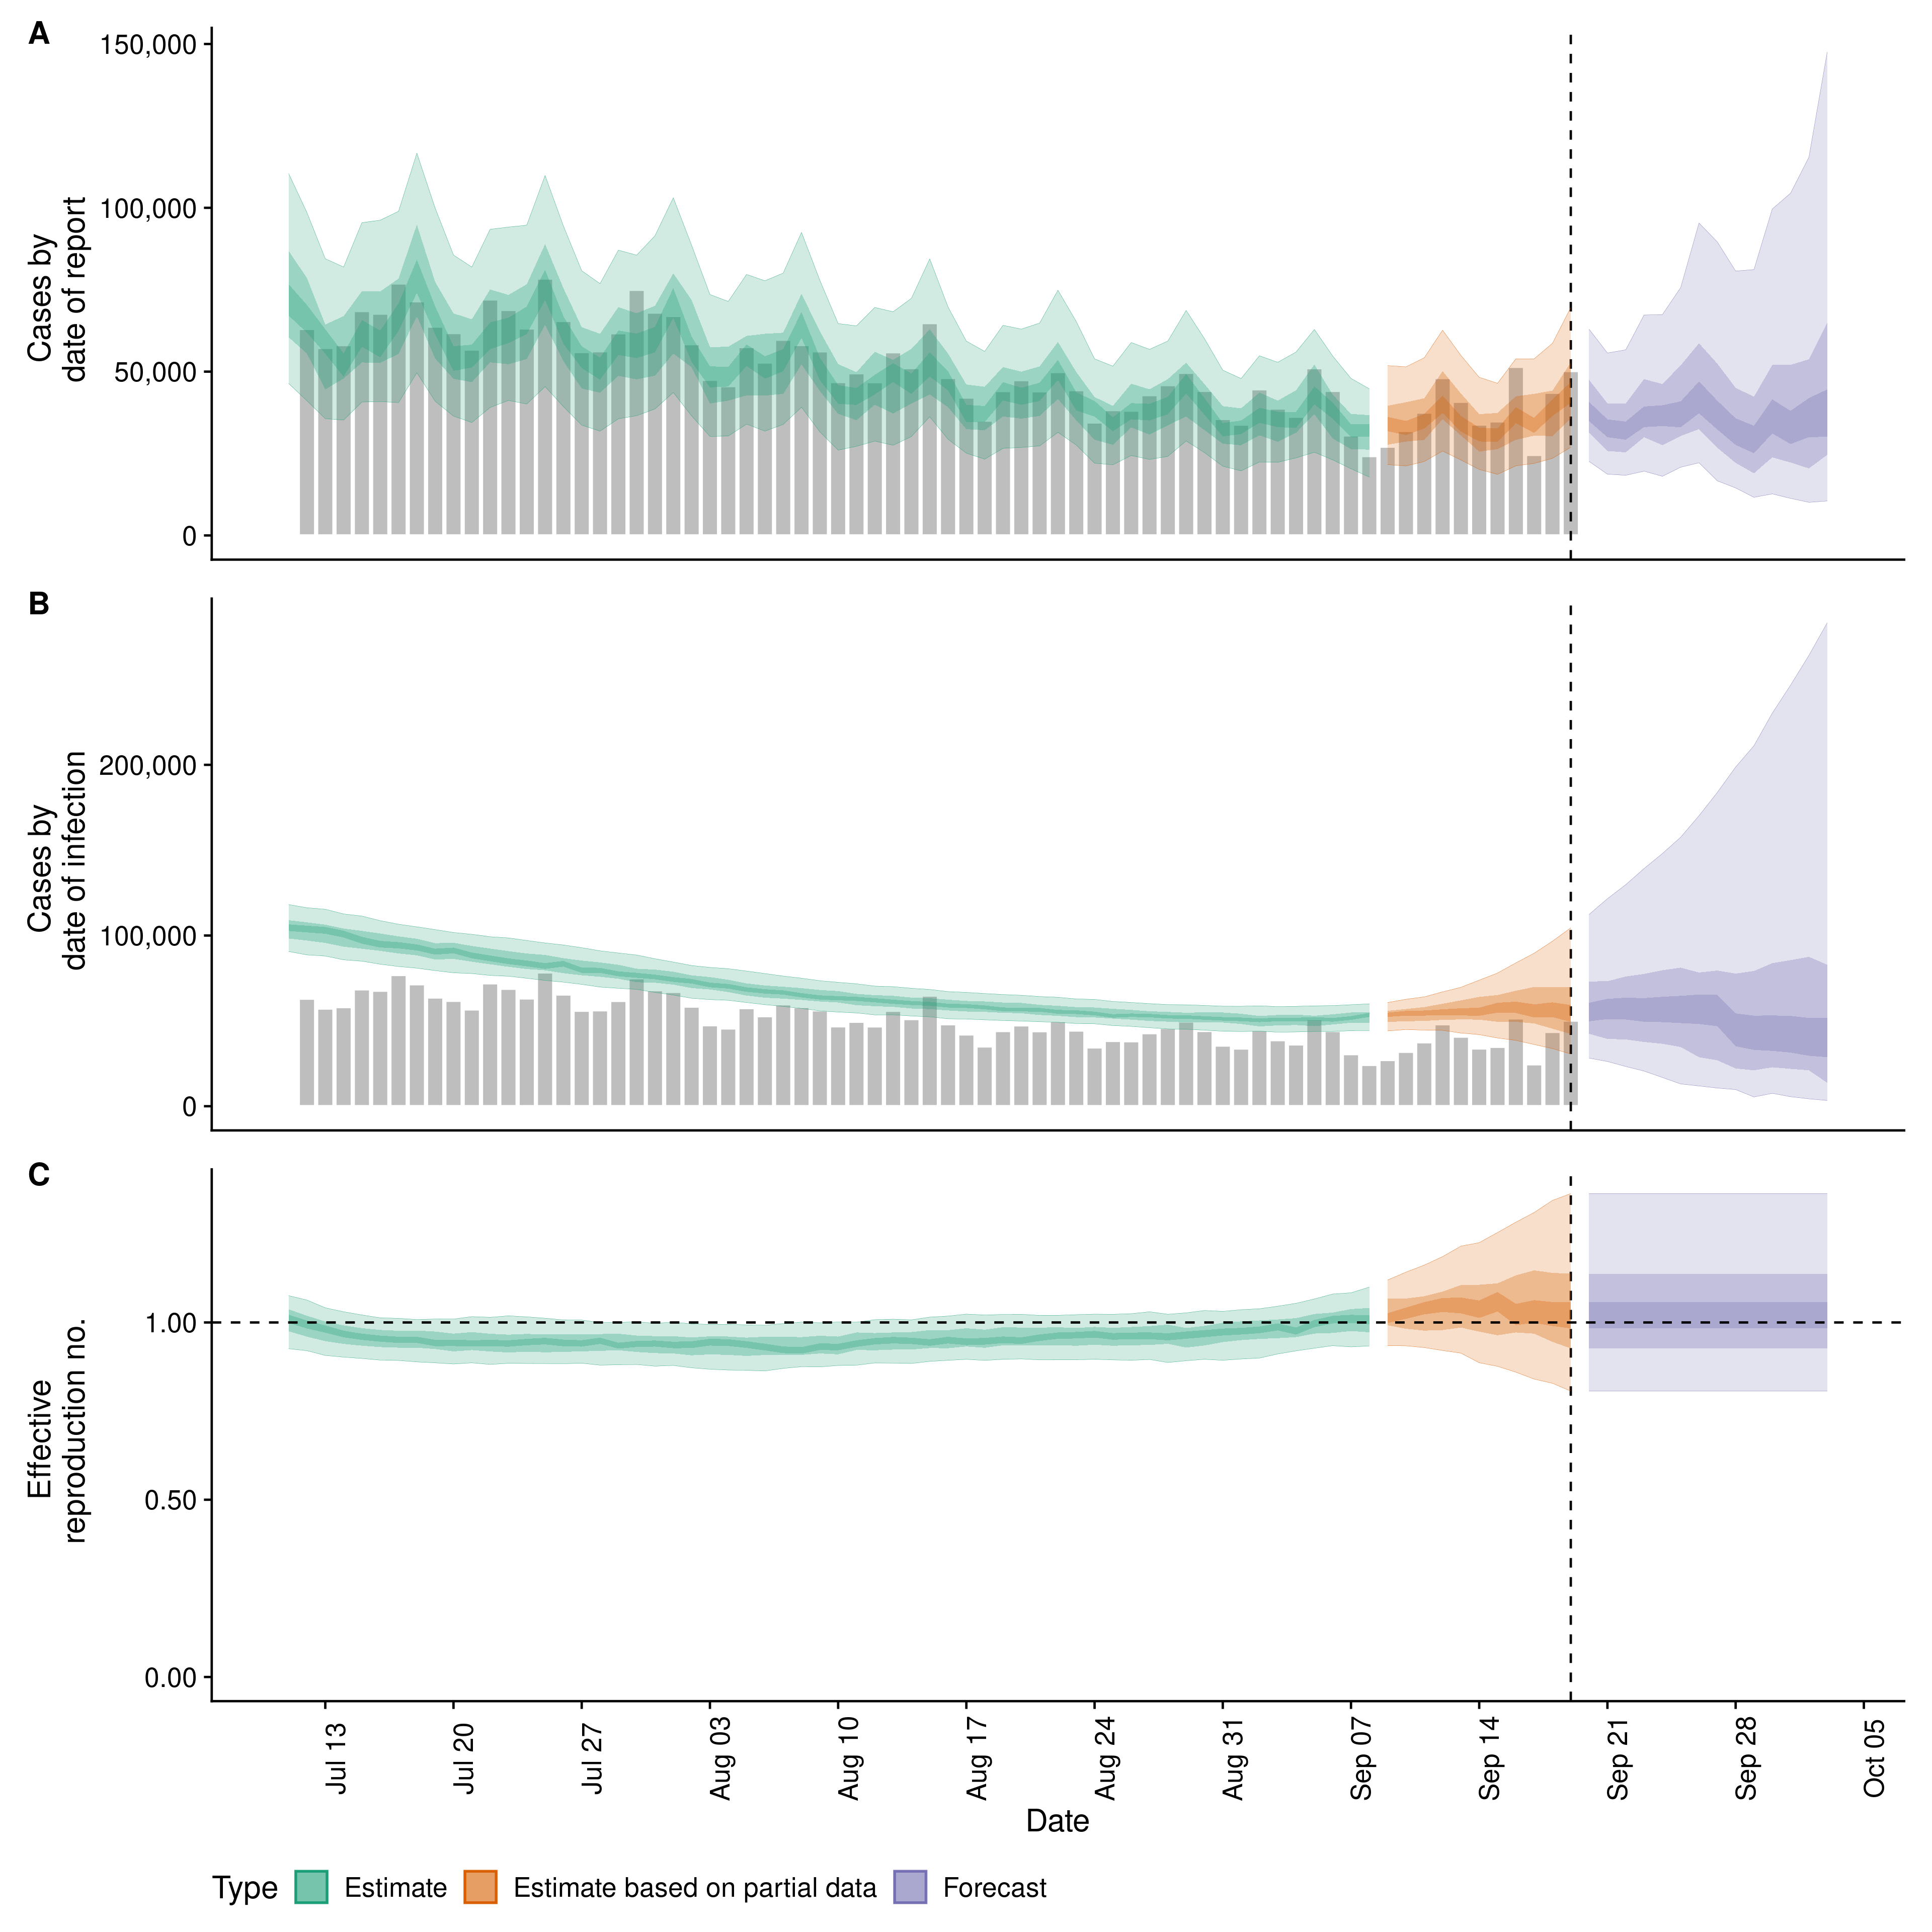 A
150,000
100,000
50,000
0
Cases by
date of report
B
200,000
100,000
0
Cases by
date of infection
C
1.00
0.50
0.00
Effective
reproduction no.
Jul 13
Jul 20
Jul 27
Aug 03
Aug 10
Aug 17
Aug 24
Aug 31
Sep 07
Sep 14
Sep 21
Sep 28
Oct 05
Date
Type Estimate Estimate based on partial data Forecast